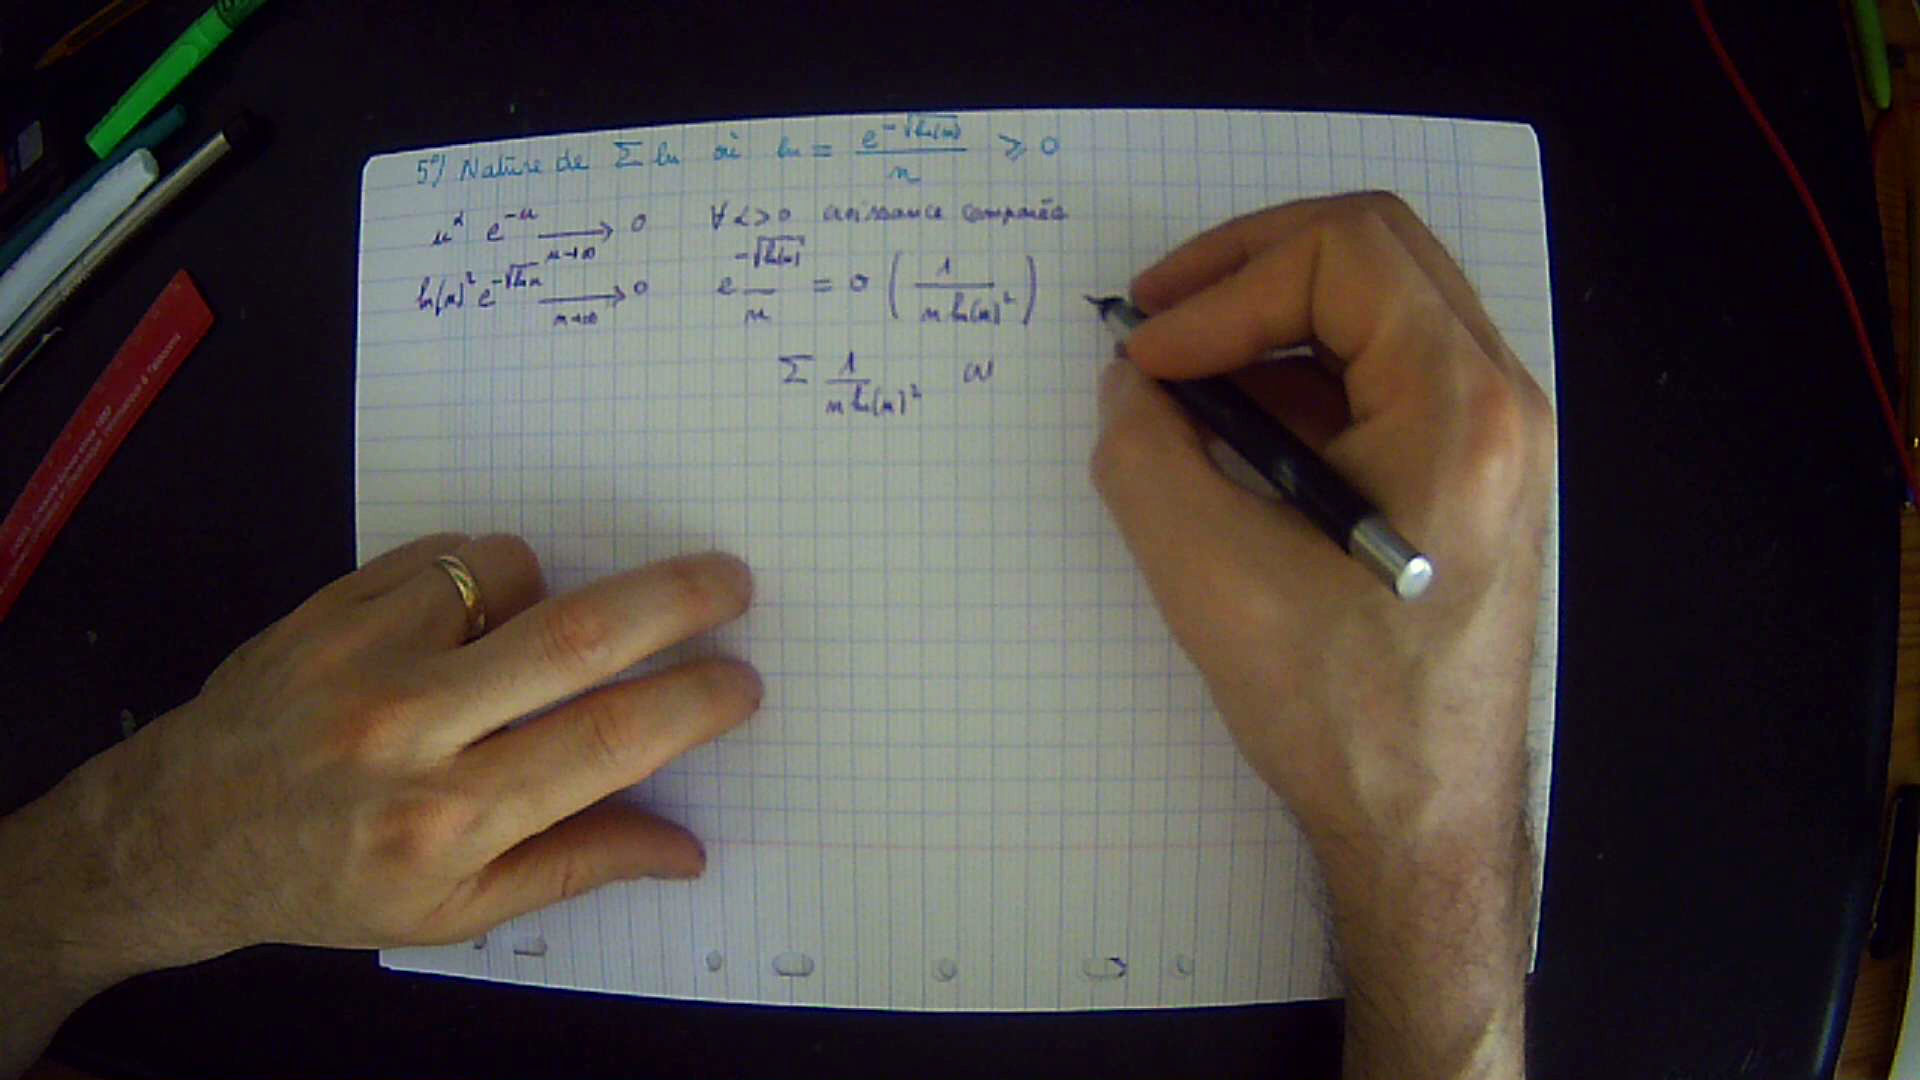 5°/ Nature de Σ bn où bn = e^{-√ln(n)} / n ≥ 0
u^α e^{-u} →_{u→∞} 0 ∀ α > 0 croissance comparée
ln(n)² e^{-√ln n} →_{n→∞} 0 e^{-√ln(n)} / n = o ( 1 / n ln(n)² )
Σ 1 / n ln(n)² cv